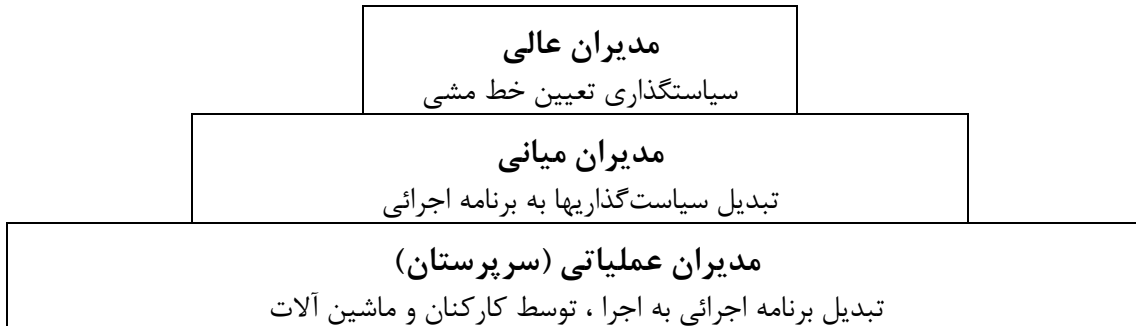 مدیران عالی
سیاستگذاری تعیین خط مشی
مدیران میانی
تبدیل سیاست‌گذاریها به برنامه اجرائی
مدیران عملیاتی (سرپرستان)
تبدیل برنامه اجرائی به اجرا ، توسط کارکنان و ماشین آلات